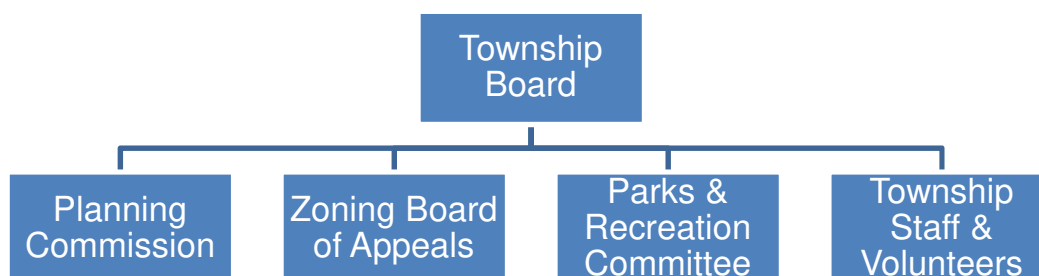 Township
Board
Planning
Commission
Zoning Board
of Appeals
Parks &
Recreation
Committee
Township
Staff &
Volunteers